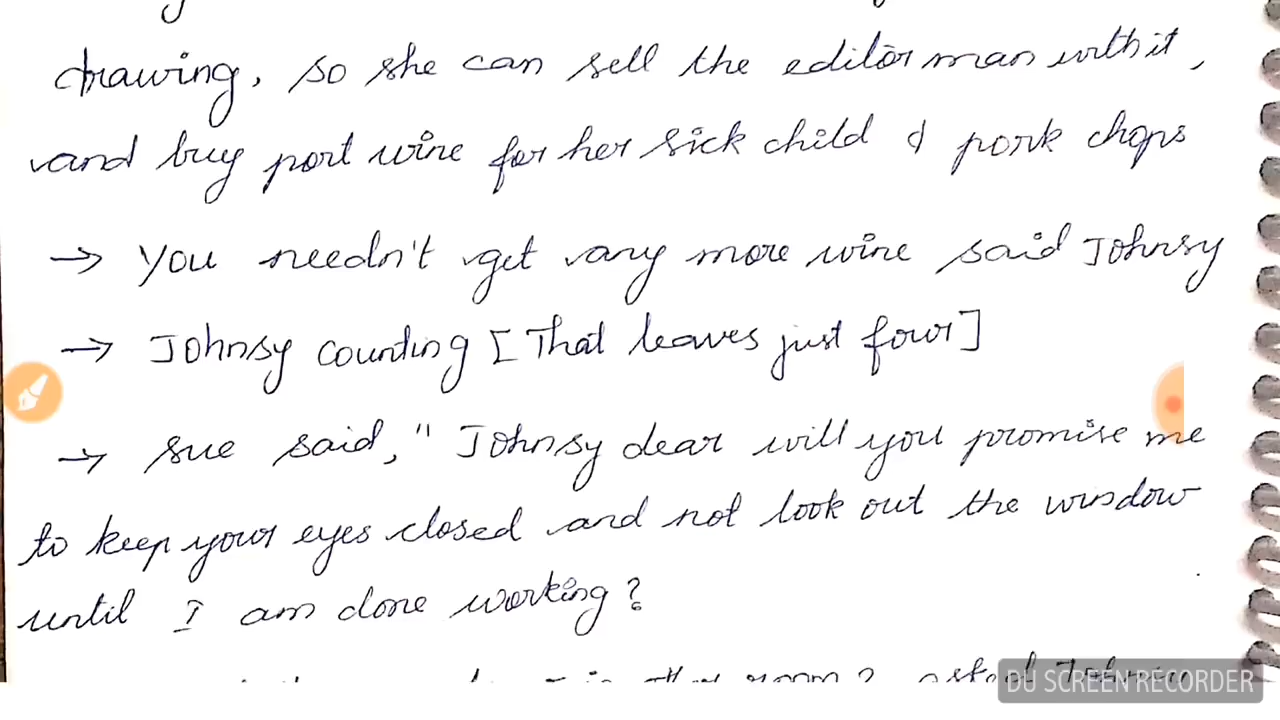 drawing, so she can sell the editor man with it,
and buy port wine for her sick child & pork chops
→ You needn't get any more wine said Johnsy
→ Johnsy counting [That leaves just four]
→ sue said, " Johnsy dear will you promise me
to keep your eyes closed and not look out the window
until I am done working?
room? asked Johnsy
DU SCREEN RECORDER